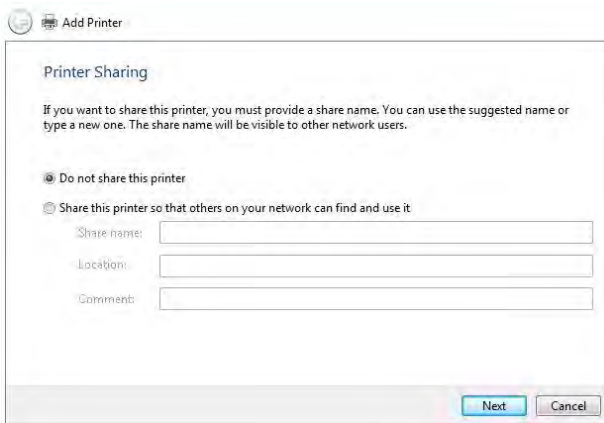 Add Printer
Printer Sharing
If you want to share this printer, you must provide a share name. You can use the suggested name or
type a new one. The share name will be visible to other network users.
Do not share this printer
Share this printer so that others on your network can find and use it
Share name:
Location:
Comment:
Next Cancel